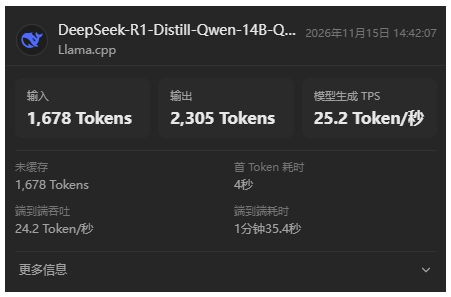 DeepSeek-R1-Distill-Qwen-14B-Q...
2026年11月15日 14:42:07
Llama.cpp
输入
输出
模型生成 TPS
1,678 Tokens
2,305 Tokens
25.2 Token/秒
未缓存
首 Token 耗时
1,678 Tokens
4秒
端到端吞吐
端到端耗时
24.2 Token/秒
1分钟35.4秒
更多信息